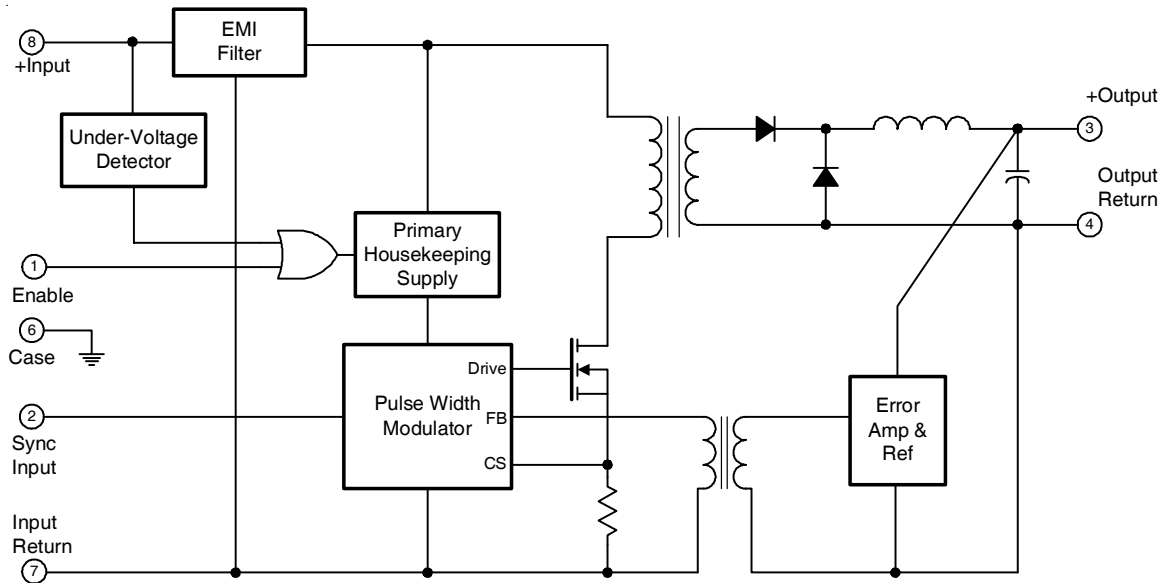 8
+Input
EMI
Filter
Under-Voltage
Detector
+Output
3
Output
Return
4
1
Enable
Primary
Housekeeping
Supply
6
Case
2
Sync
Input
Pulse Width
Modulator
Drive
FB
CS
Error
Amp &
Ref
Input
Return
7